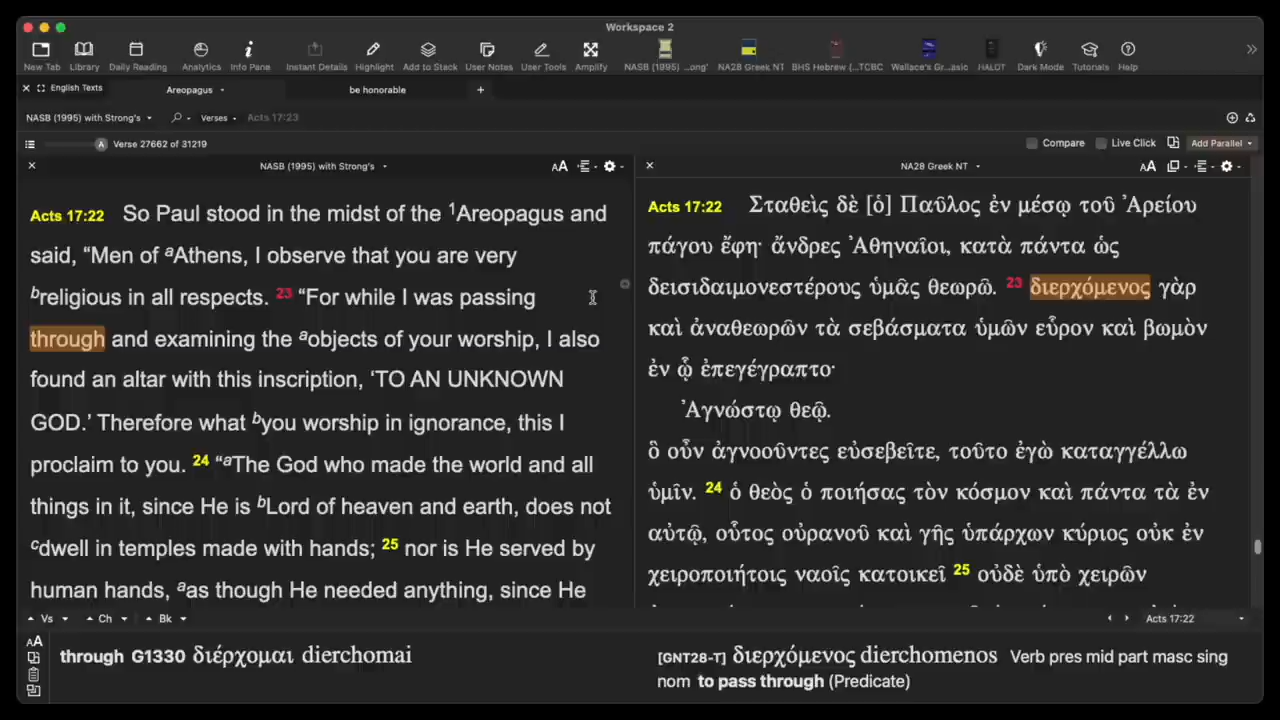 Workspace 2
New Tab Library Daily Reading Analytics Info Pane Instant Details Highlight Add to Stack User Notes User Tools Amplify NASB (1995) ...ong' NA28 Greek NT BHS Hebrew (...TCBC Wallace's Gr...asic HALOT Dark Mode Tutorials Help
English Texts Areopagus be honorable +
NASB (1995) with Strong's Verses Acts 17:23
Verse 27662 of 31219 Compare Live Click Add Parallel
NASB (1995) with Strong's
Acts 17:22 So Paul stood in the midst of the 1Areopagus and
said, “Men of aAthens, I observe that you are very
breligious in all respects. 23 “For while I was passing
through and examining the aobjects of your worship, I also
found an altar with this inscription, ‘TO AN UNKNOWN
GOD.’ Therefore what byou worship in ignorance, this I
proclaim to you. 24 “aThe God who made the world and all
things in it, since He is bLord of heaven and earth, does not
cdwell in temples made with hands; 25 nor is He served by
human hands, aas though He needed anything, since He
NA28 Greek NT
Acts 17:22 Σταθεὶς δὲ [ὁ] Παῦλος ἐν μέσῳ τοῦ Ἀρείου
πάγου ἔφη· ἄνδρες Ἀθηναῖοι, κατὰ πάντα ὡς
δεισιδαιμονεστέρους ὑμᾶς θεωρῶ. 23 διερχόμενος γὰρ
καὶ ἀναθεωρῶν τὰ σεβάσματα ὑμῶν εὗρον καὶ βωμὸν
ἐν ᾧ ἐπεγέγραπτο·
Ἀγνώστῳ θεῷ.
ὃ οὖν ἀγνοοῦντες εὐσεβεῖτε, τοῦτο ἐγὼ καταγγέλλω
ὑμῖν. 24 ὁ θεὸς ὁ ποιήσας τὸν κόσμον καὶ πάντα τὰ ἐν
αὐτῷ, οὗτος οὐρανοῦ καὶ γῆς ὑπάρχων κύριος οὐκ ἐν
χειροποιήτοις ναοῖς κατοικεῖ 25 οὐδὲ ὑπὸ χειρῶν
Vs Ch Bk Acts 17:22
through G1330 διέρχομαι dierchomai
[GNT28-T] διερχόμενος dierchomenos Verb pres mid part masc sing
nom to pass through (Predicate)